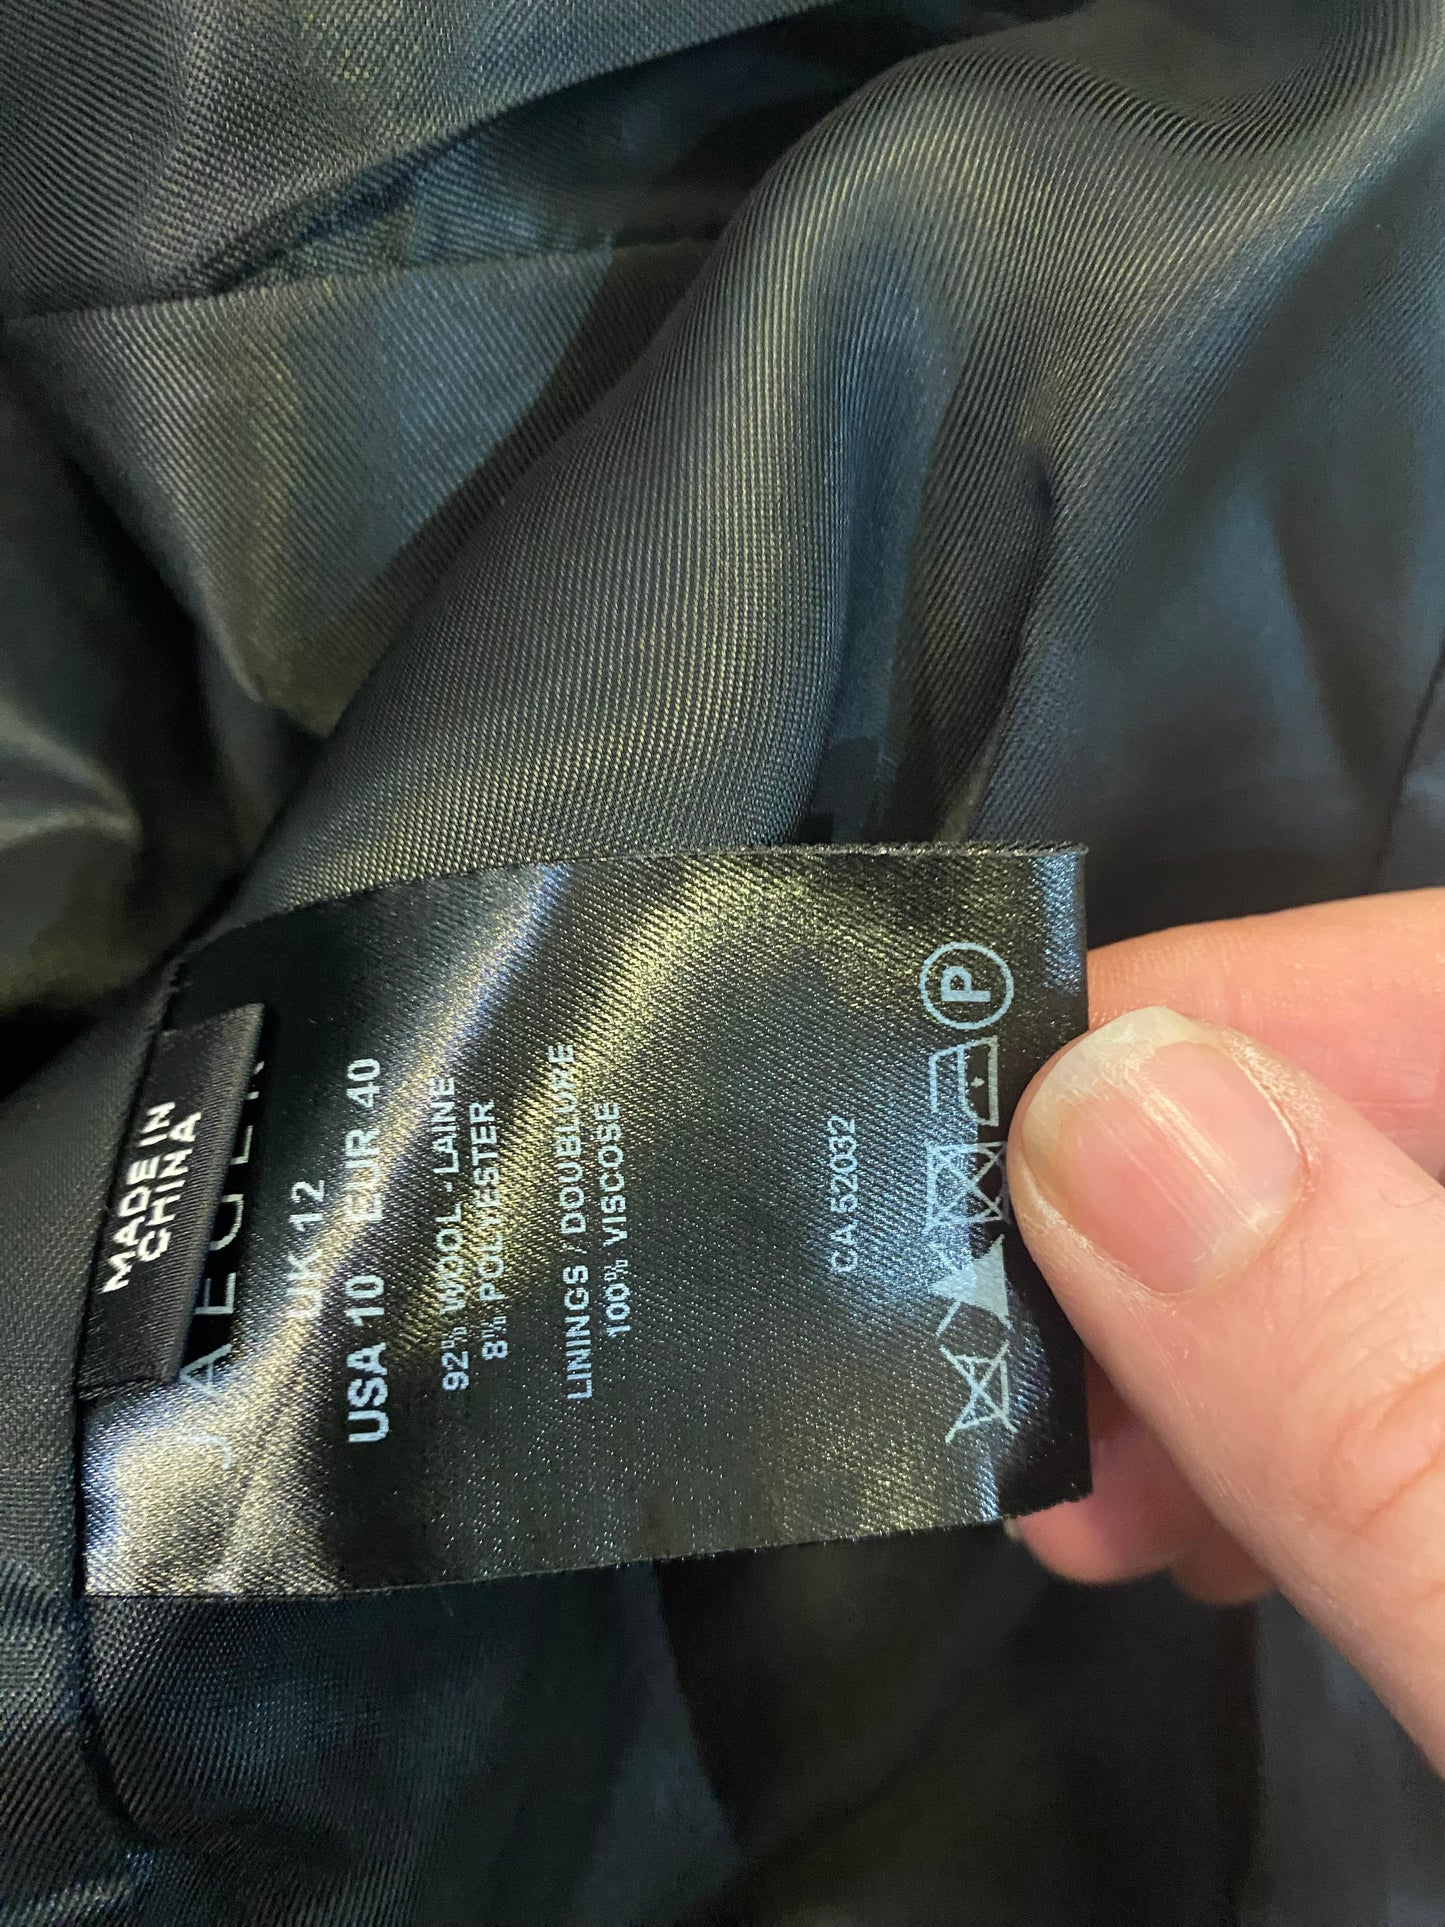 MADE IN
CHINA
JAEGER
UK 12
USA 10 EUR 40
92% WOOL - LAINE
8% POLYESTER
LININGS / DOUBLURE
100% VISCOSE
CA 52032
P